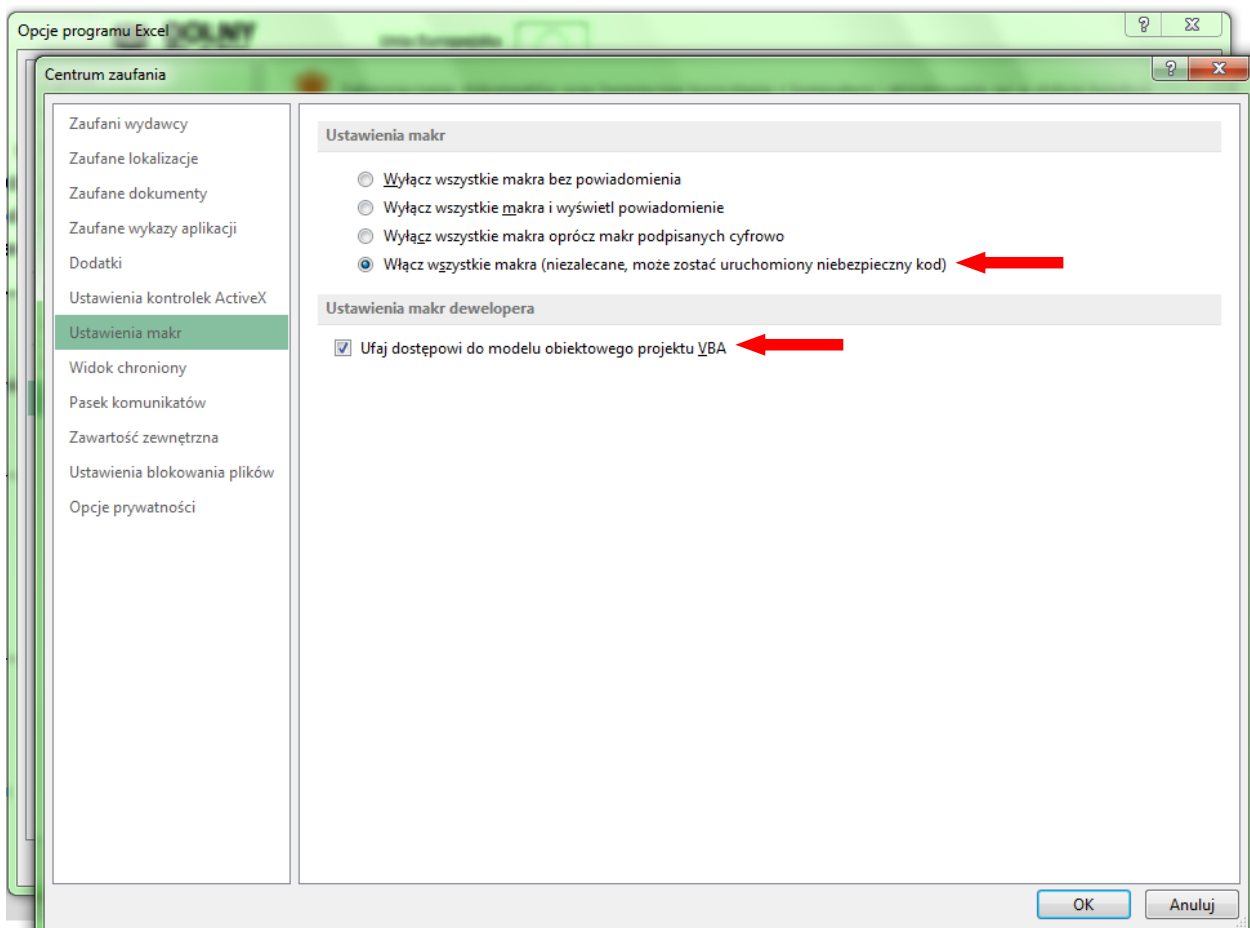 Opcje programu Excel
DOLNY
Unia Europejska
Centrum zaufania
Zaufani wydawcy
Zaufane lokalizacje
Zaufane dokumenty
Zaufane wykazy aplikacji
Dodatki
Ustawienia kontrolek ActiveX
Ustawienia makr
Widok chroniony
Pasek komunikatów
Zawartość zewnętrzna
Ustawienia blokowania plików
Opcje prywatności
Ustawienia makr
Wyłącz wszystkie makra bez powiadomienia
Wyłącz wszystkie makra i wyświetl powiadomienie
Wyłącz wszystkie makra oprócz makr podpisanych cyfrowo
Włącz wszystkie makra (niezalecane, może zostać uruchomiony niebezpieczny kod)
Ustawienia makr dewelopera
Ufaj dostępowi do modelu obiektowego projektu VBA
OK
Anuluj